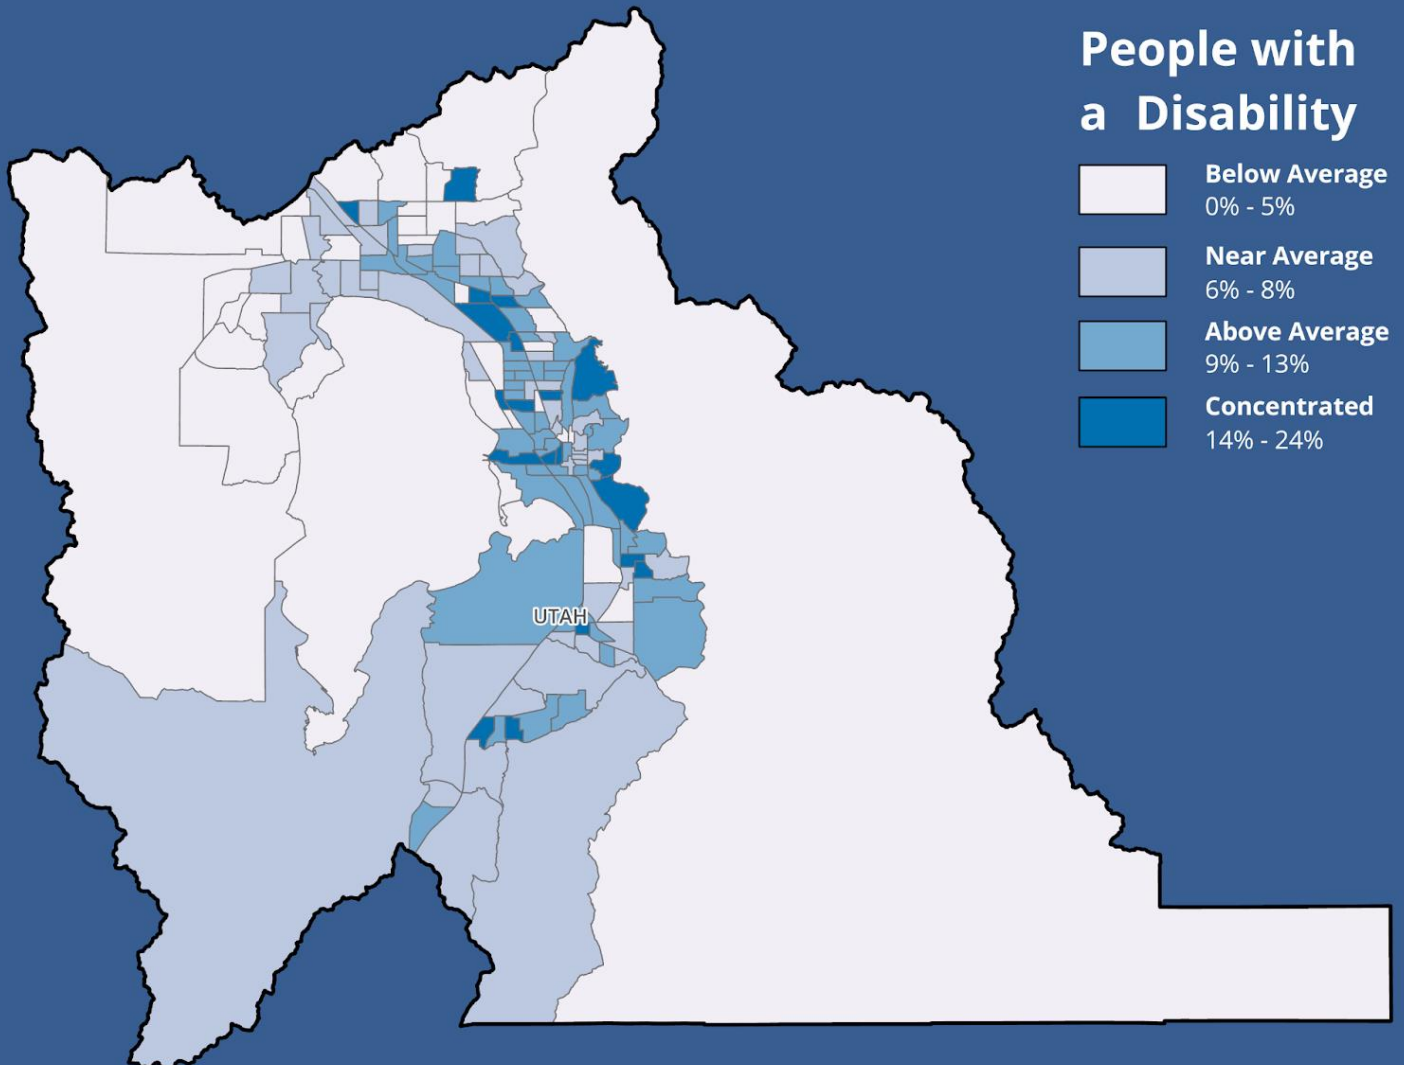 People with
a Disability
Below Average
0% - 5%
Near Average
6% - 8%
Above Average
9% - 13%
Concentrated
14% - 24%
UTAH